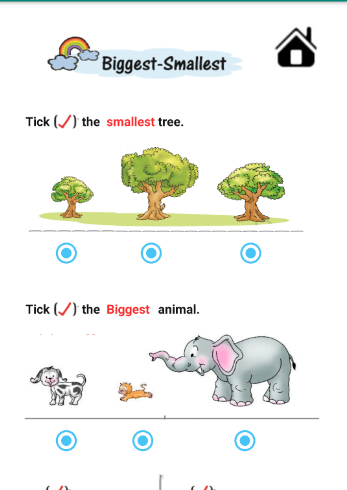 Biggest-Smallest
Tick (✓) the smallest tree.
Tick (✓) the Biggest animal.
(✓) (✓)